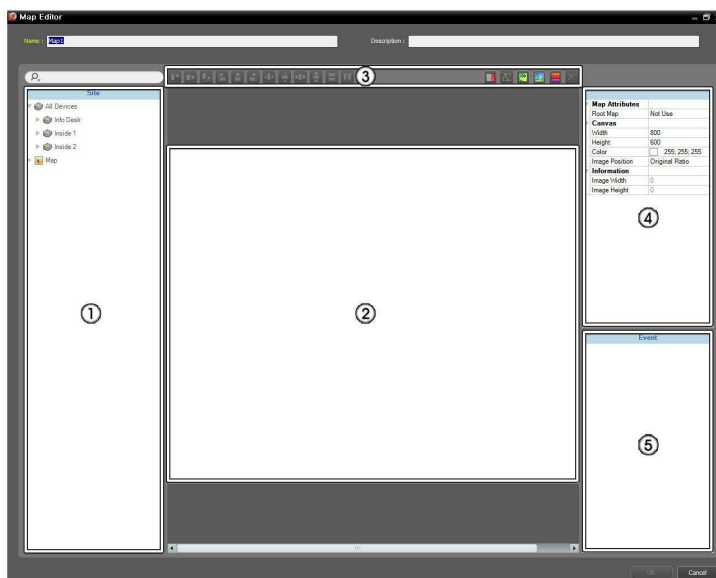 Map Editor
Name : Map1
Description :
③
Site
All Devices
Info Desk
Inside 1
Inside 2
Map
①
②
Map Attributes
Root Map Not Use
Canvas
Width 800
Height 600
Color 255; 255; 255
Image Position Original Ratio
Information
Image Width 0
Image Height 0
④
Event
⑤
OK Cancel